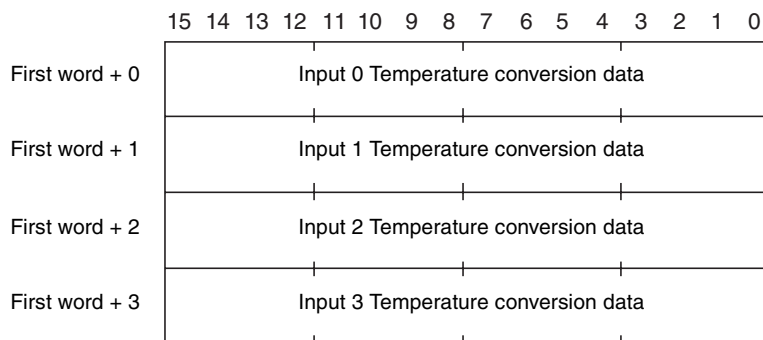 15 14 13 12 11 10 9 8 7 6 5 4 3 2 1 0
First word + 0 Input 0 Temperature conversion data
First word + 1 Input 1 Temperature conversion data
First word + 2 Input 2 Temperature conversion data
First word + 3 Input 3 Temperature conversion data